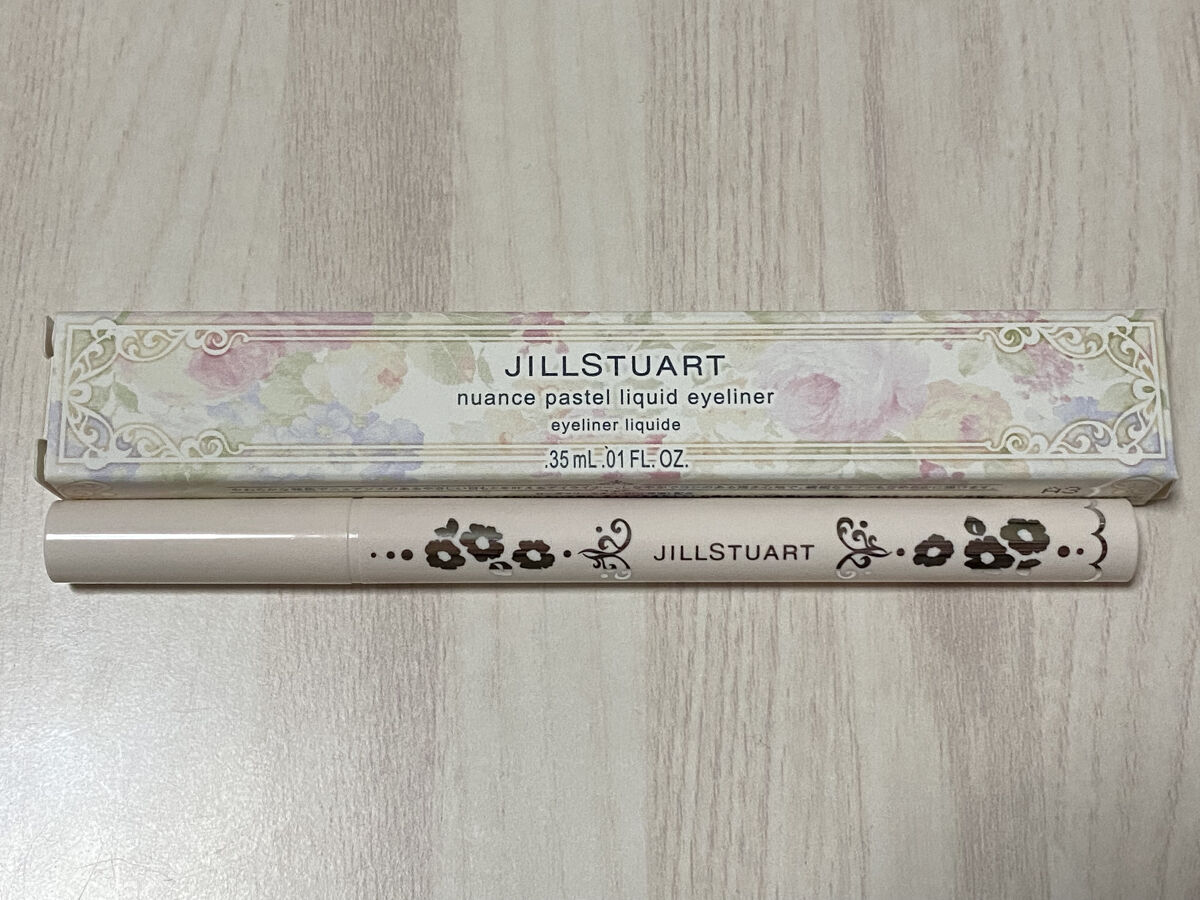 JILLSTUART
nuance pastel liquid eyeliner
eyeliner liquide
.35 mL .01 FL. OZ.
JILLSTUART